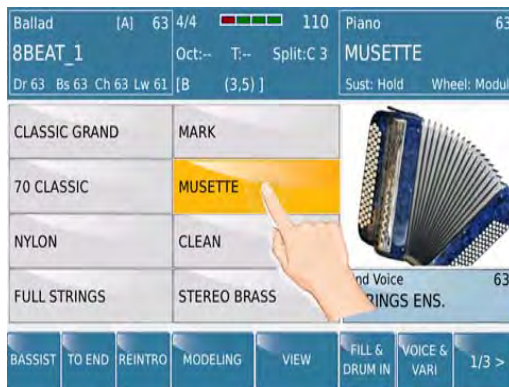 Ballad [A] 63
8BEAT_1
Dr 63 Bs 63 Ch 63 Lw 61
4/4 110
Oct:-- T:-- Split:C 3
[B (3,5) ]
Piano 63
MUSETTE
Sust: Hold Wheel: Modul
CLASSIC GRAND
MARK
70 CLASSIC
MUSETTE
NYLON
CLEAN
FULL STRINGS
STEREO BRASS
Voice 63
ENS.
BASSIST
TO END
REINTRO
MODELING
VIEW
FILL &
DRUM IN
VOICE &
VARI
1/3 >